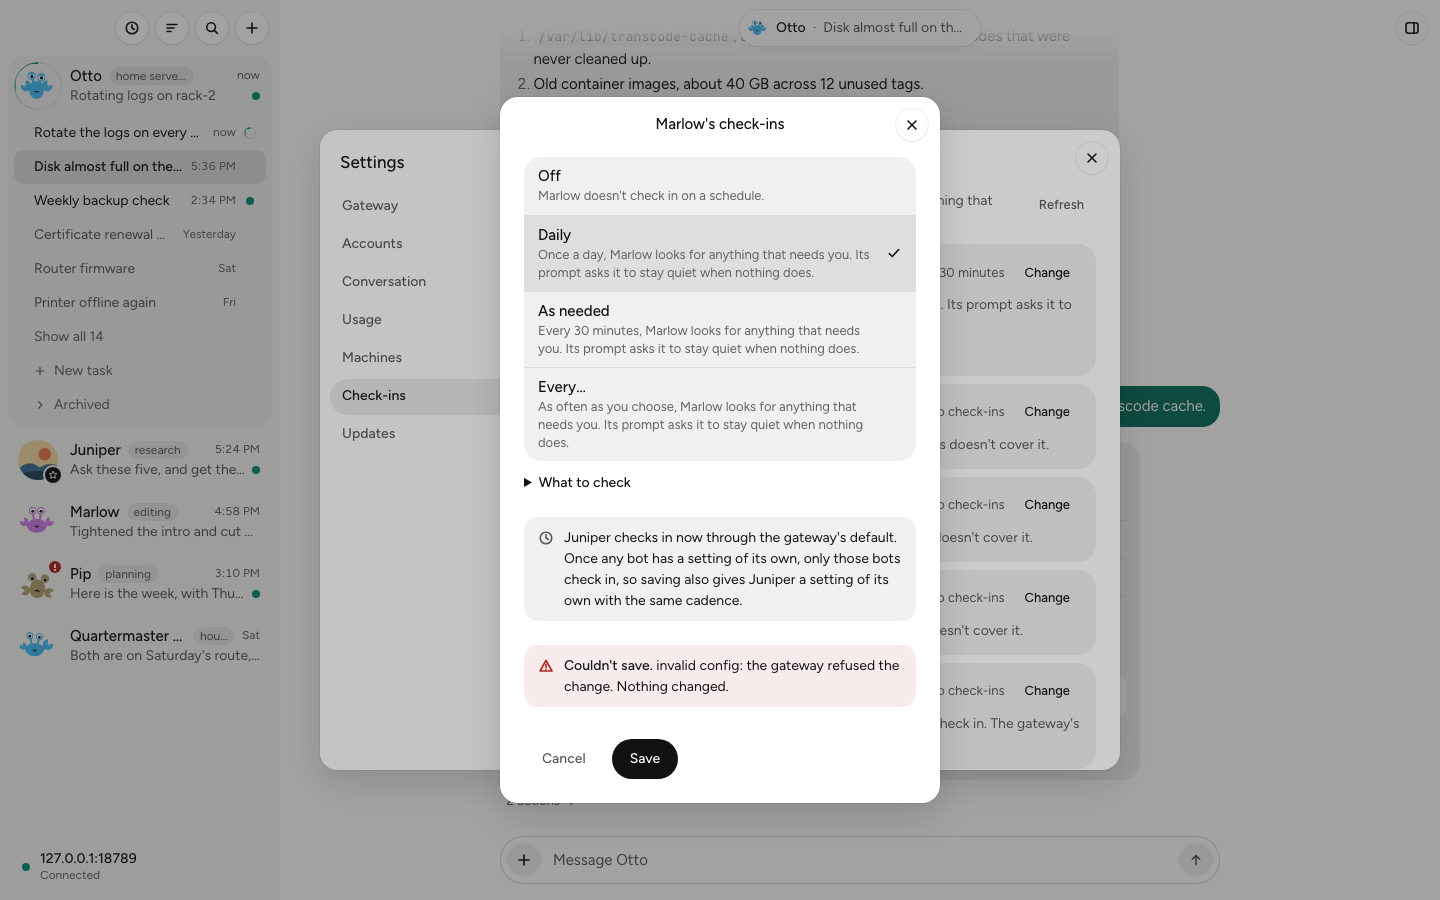 Otto home serve... now
Rotating logs on rack-2
Rotate the logs on every ... now
Disk almost full on the... 5:36 PM
Weekly backup check 2:34 PM
Certificate renewal ... Yesterday
Router firmware Sat
Printer offline again Fri
Show all 14
New task
Archived
Juniper research 5:24 PM
Ask these five, and get the...
Marlow editing 4:58 PM
Tightened the intro and cut ...
Pip planning 3:10 PM
Here is the week, with Thu...
Quartermaster ... hou... Sat
Both are on Saturday's route,...
127.0.0.1:18789
Connected
Otto · Disk almost full on th...
1. /var/lib/transcode-cache, odes that were
never cleaned up.
2. Old container images, about 40 GB across 12 unused tags.
Settings
Gateway
Accounts
Conversation
Usage
Machines
Check-ins
Updates
Marlow's check-ins
Off
Marlow doesn't check in on a schedule.
Daily
Once a day, Marlow looks for anything that needs you. Its
prompt asks it to stay quiet when nothing does.
As needed
Every 30 minutes, Marlow looks for anything that needs
you. Its prompt asks it to stay quiet when nothing does.
Every...
As often as you choose, Marlow looks for anything that
needs you. Its prompt asks it to stay quiet when nothing
does.
What to check
Juniper checks in now through the gateway's default.
Once any bot has a setting of its own, only those bots
check in, so saving also gives Juniper a setting of its
own with the same cadence.
Couldn't save. invalid config: the gateway refused the
change. Nothing changed.
Cancel Save
hing that Refresh
30 minutes Change
. Its prompt asks it to
o check-ins Change
s doesn't cover it.
o check-ins Change
doesn't cover it.
o check-ins Change
esn't cover it.
o check-ins Change
heck in. The gateway's
scode cache.
Message Otto